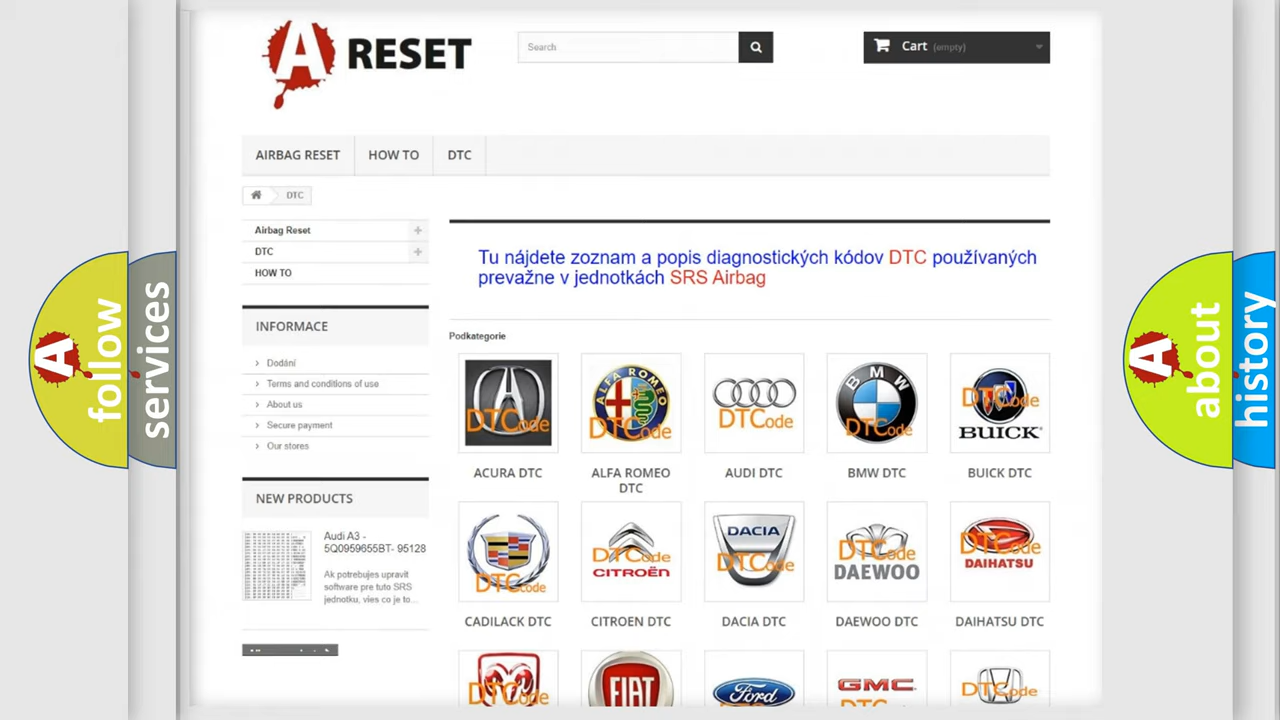 A RESET
Search
Cart (empty)
AIRBAG RESET
HOW TO
DTC
DTC
Airbag Reset
DTC
HOW TO
INFORMACE
Dodání
Terms and conditions of use
About us
Secure payment
Our stores
NEW PRODUCTS
Audi A3 -
5Q0959655BT- 95128
Ak potrebujes upravit
software pre tuto SRS
jednotku, vies co je to...
Tu nájdete zoznam a popis diagnostických kódov DTC používaných
prevažne v jednotkách SRS Airbag
Podkategorie
DTCode
ALFA ROMEO
DTCode
DTCode
BMW
DTCode
DTCode
BUICK
ACURA DTC
ALFA ROMEO
DTC
AUDI DTC
BMW DTC
BUICK DTC
DTCode
DTCode
CITROËN
DACIA
DTCode
DTCode
DAEWOO
DTCode
DAIHATSU
CADILACK DTC
CITROEN DTC
DACIA DTC
DAEWOO DTC
DAIHATSU DTC
DTCode
FIAT
Ford
GMC
DTCode
A follow
services
A about
history